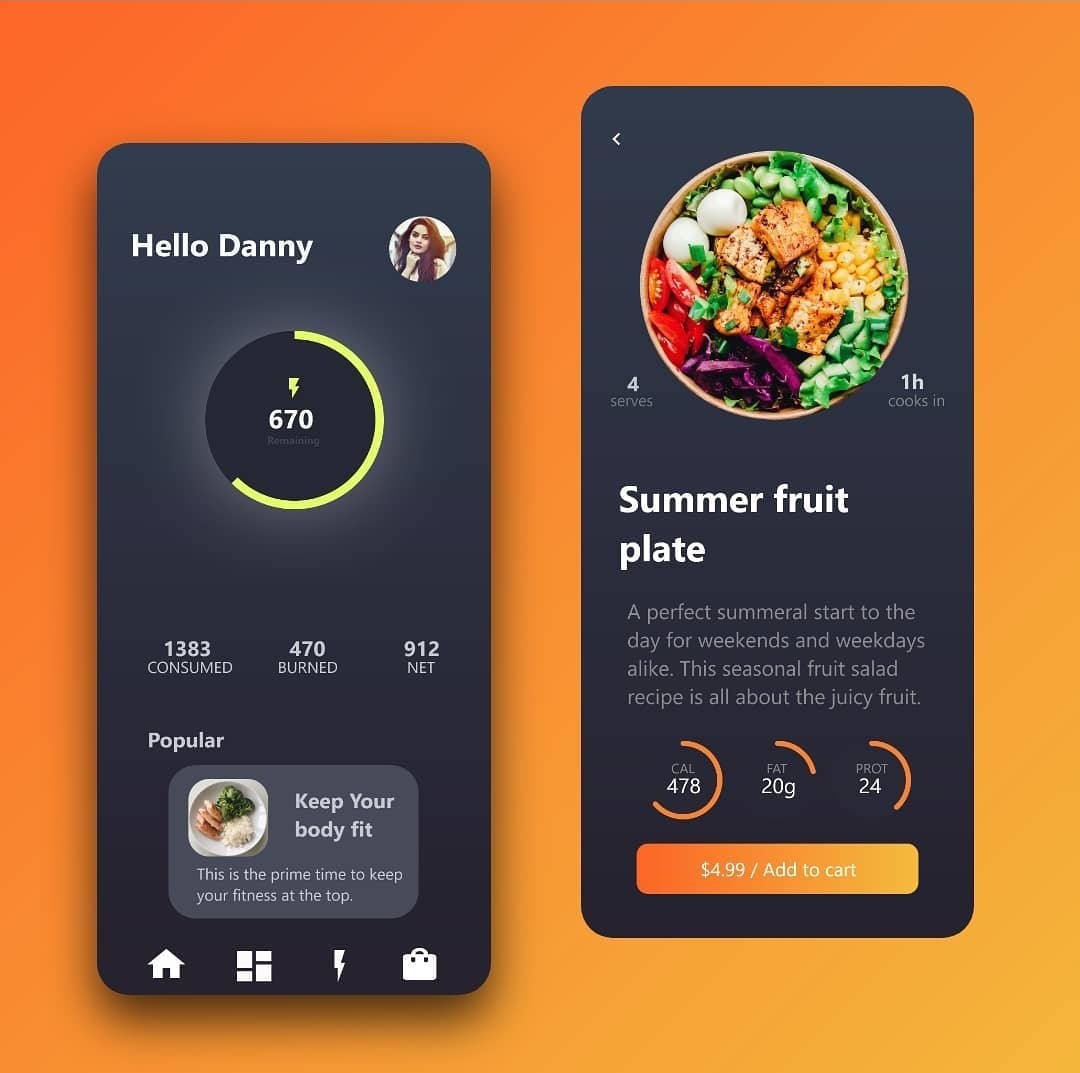 Hello Danny
670
Remaining
1383
CONSUMED
470
BURNED
912
NET
Popular
Keep Your
body fit
This is the prime time to keep
your fitness at the top.
4
serves
1h
cooks in
Summer fruit
plate
A perfect summeral start to the
day for weekends and weekdays
alike. This seasonal fruit salad
recipe is all about the juicy fruit.
CAL
478
FAT
20g
PROT
24
$4.99 / Add to cart